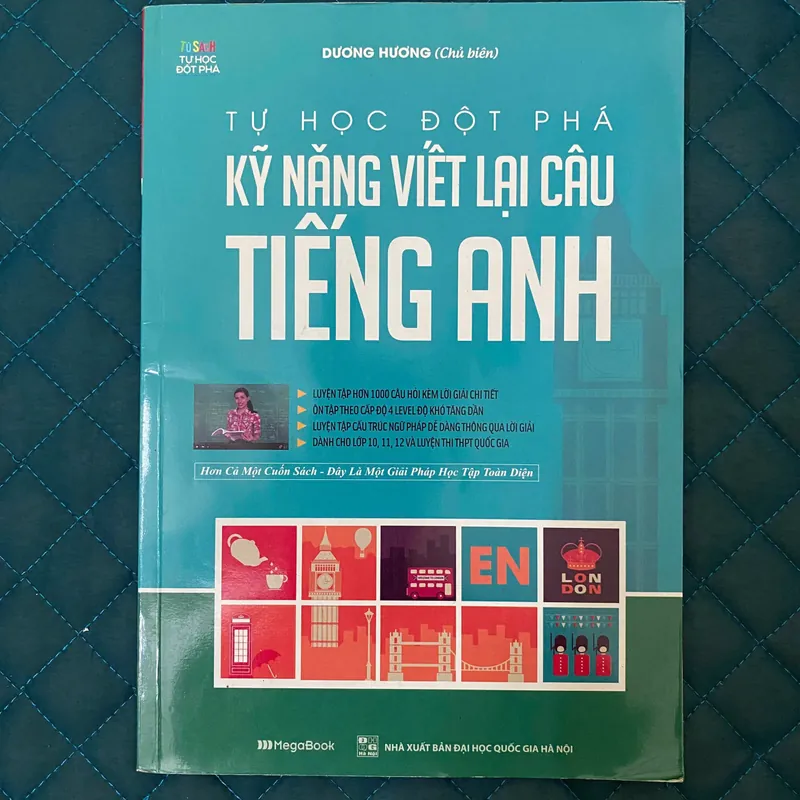 TỦ SÁCH
TỰ HỌC
ĐỘT PHÁ
DƯƠNG HƯƠNG (Chủ biên)
TỰ HỌC ĐỘT PHÁ
KỸ NĂNG VIẾT LẠI CÂU
TIẾNG ANH
LUYỆN TẬP HƠN 1000 CÂU HỎI KÈM LỜI GIẢI CHI TIẾT
ÔN TẬP THEO CẤP ĐỘ 4 LEVEL ĐỘ KHÓ TĂNG DẦN
LUYỆN TẬP CẤU TRÚC NGỮ PHÁP DỄ DÀNG THÔNG QUA LỜI GIẢI
DÀNH CHO LỚP 10, 11, 12 VÀ LUYỆN THI THPT QUỐC GIA
Hơn Cả Một Cuốn Sách - Đây Là Một Giải Pháp Học Tập Toàn Diện
EN
LON
DON
MegaBook
Hà Nội
NHÀ XUẤT BẢN ĐẠI HỌC QUỐC GIA HÀ NỘI